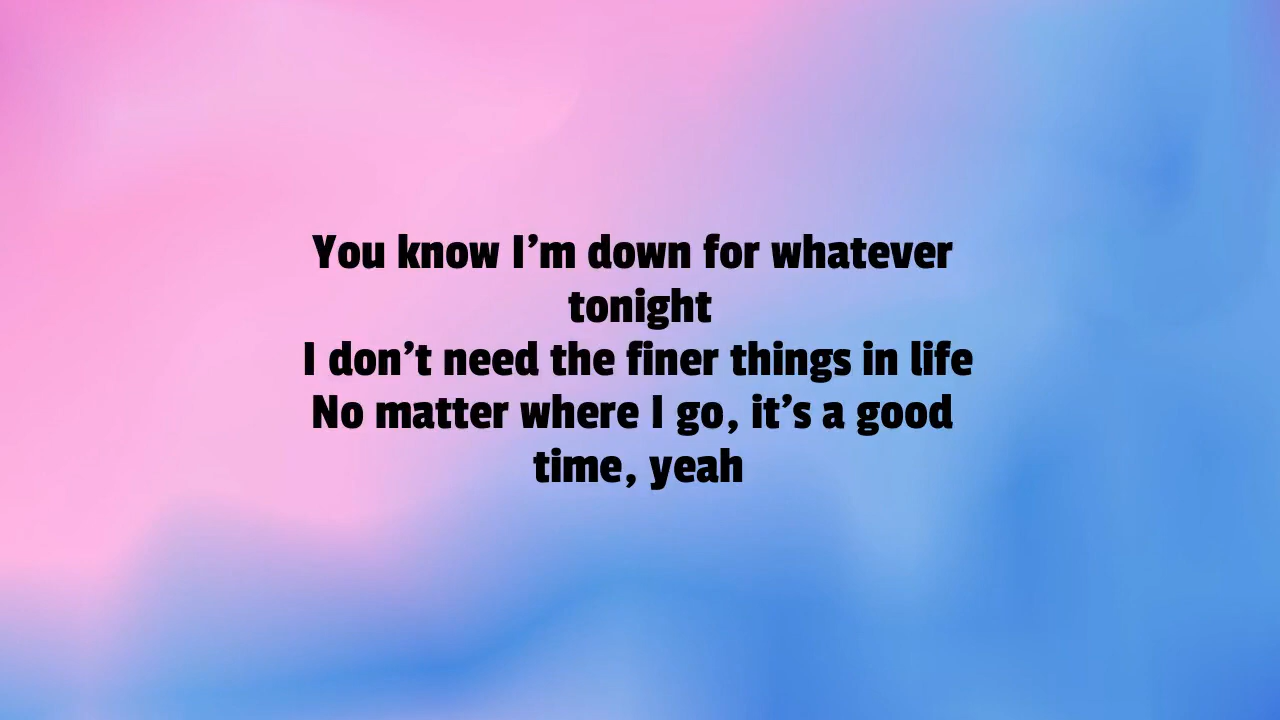 You know I’m down for whatever
tonight
I don’t need the finer things in life
No matter where I go, it’s a good
time, yeah